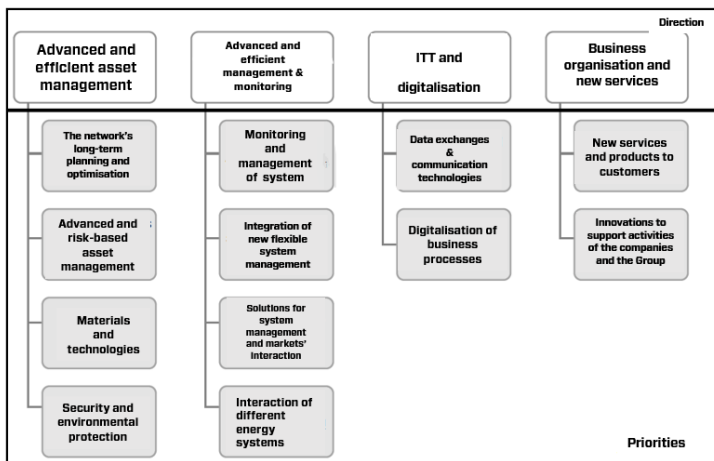 Direction
Advanced and
efficient asset
management
Advanced and
efficient
management &
monitoring
ITT and
digitalisation
Business
organisation and
new services
The network's
long-term
planning and
optimisation
Monitoring
and
management
of system
Data exchanges
&
communication
technologies
New services
and products to
customers
Advanced and
risk-based
asset
management
Integration of
new flexible
system
management
Digitalisation of
business
processes
Innovations to
support activities
of the companies
and the Group
Materials
and
technologies
Solutions for
system
management
and markets'
interaction
Security and
environmental
protection
Interaction of
different
energy
systems
Priorities